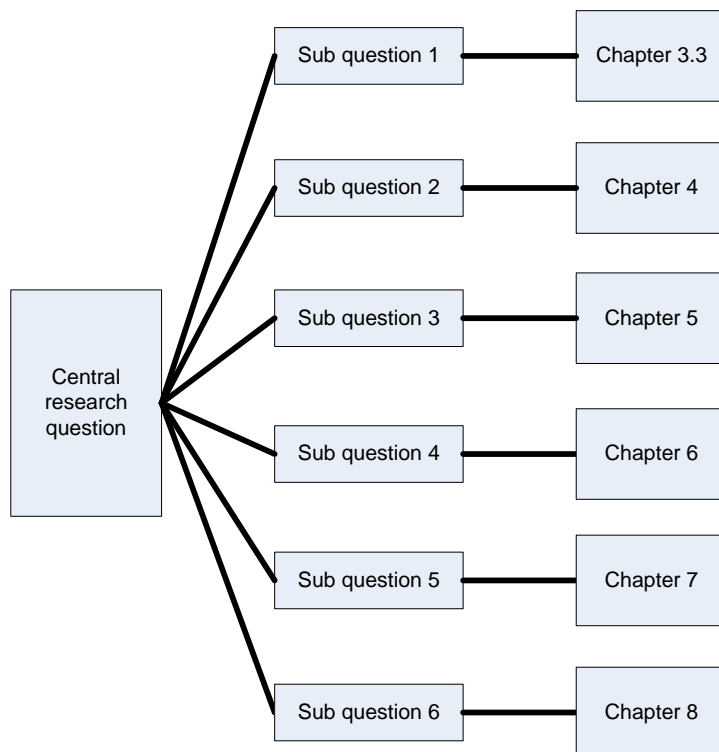 Sub question 1
Chapter 3.3
Sub question 2
Chapter 4
Sub question 3
Chapter 5
Central
research
question
Sub question 4
Chapter 6
Sub question 5
Chapter 7
Sub question 6
Chapter 8